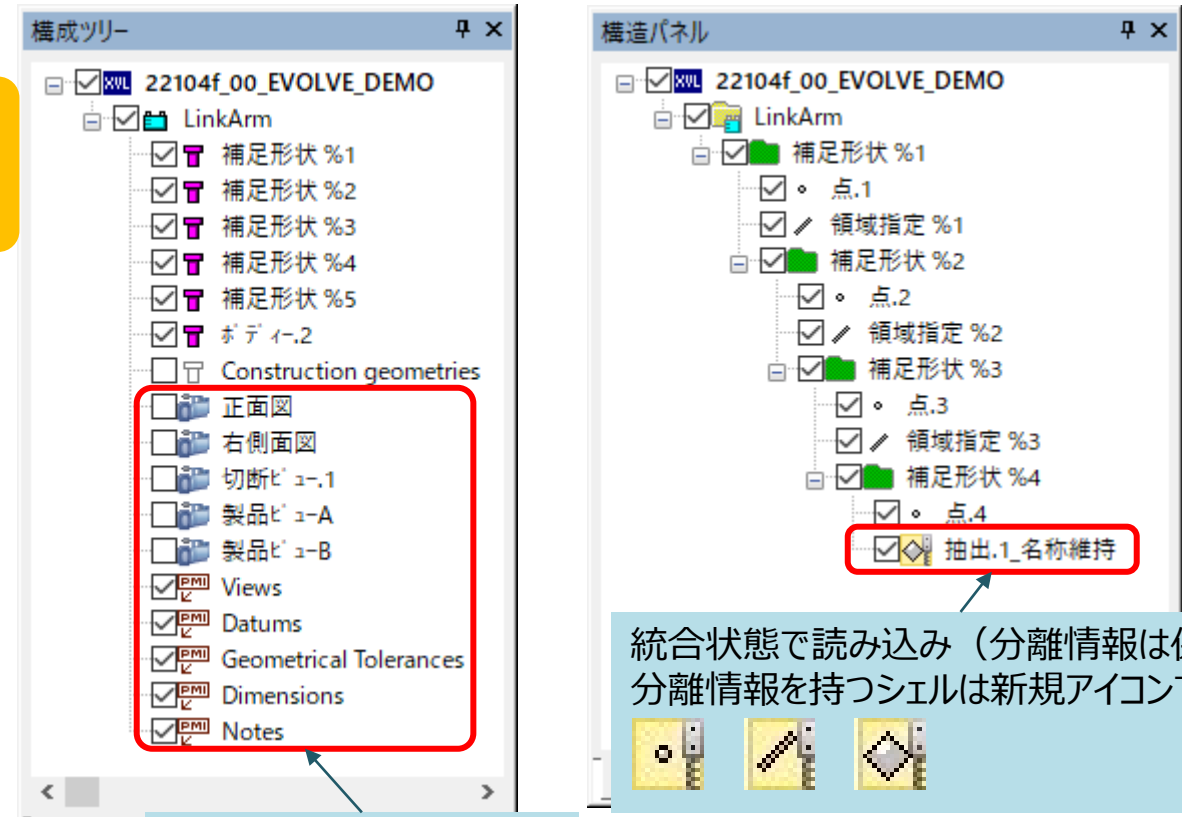 構成ツリー
22104f_00_EVOLVE_DEMO
LinkArm
補足形状 %1
補足形状 %2
補足形状 %3
補足形状 %4
補足形状 %5
ﾎﾞﾃﾞｨｰ.2
Construction geometries
正面図
右側面図
切断ﾋﾞｭｰ.1
製品ﾋﾞｭｰA
製品ﾋﾞｭｰB
Views
Datums
Geometrical Tolerances
Dimensions
Notes
構造パネル
22104f_00_EVOLVE_DEMO
LinkArm
補足形状 %1
点.1
領域指定 %1
補足形状 %2
点.2
領域指定 %2
補足形状 %3
点.3
領域指定 %3
補足形状 %4
点.4
抽出.1_名称維持
統合状態で読み込み（分離情報は
分離情報を持つシェルは新規アイコン